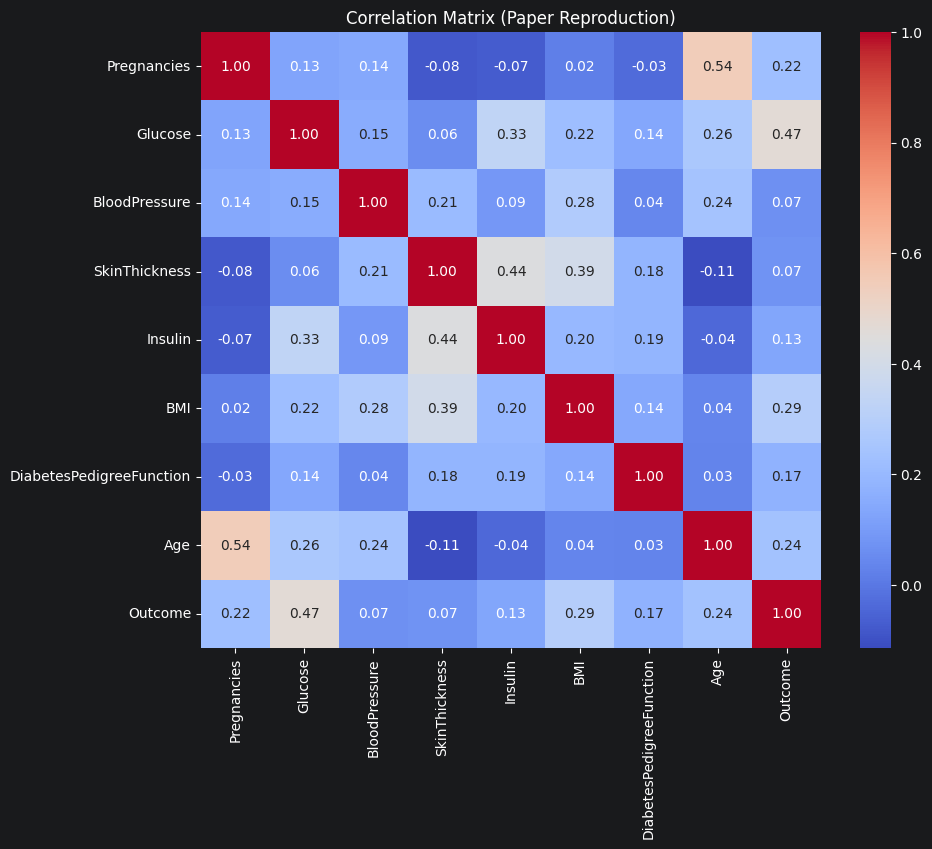 Correlation Matrix (Paper Reproduction)
Pregnancies 1.00 0.13 0.14 -0.08 -0.07 0.02 -0.03 0.54 0.22
Glucose 0.13 1.00 0.15 0.06 0.33 0.22 0.14 0.26 0.47
BloodPressure 0.14 0.15 1.00 0.21 0.09 0.28 0.04 0.24 0.07
SkinThickness -0.08 0.06 0.21 1.00 0.44 0.39 0.18 -0.11 0.07
Insulin -0.07 0.33 0.09 0.44 1.00 0.20 0.19 -0.04 0.13
BMI 0.02 0.22 0.28 0.39 0.20 1.00 0.14 0.04 0.29
DiabetesPedigreeFunction -0.03 0.14 0.04 0.18 0.19 0.14 1.00 0.03 0.17
Age 0.54 0.26 0.24 -0.11 -0.04 0.04 0.03 1.00 0.24
Outcome 0.22 0.47 0.07 0.07 0.13 0.29 0.17 0.24 1.00
Pregnancies
Glucose
BloodPressure
SkinThickness
Insulin
BMI
DiabetesPedigreeFunction
Age
Outcome
1.0
0.8
0.6
0.4
0.2
0.0